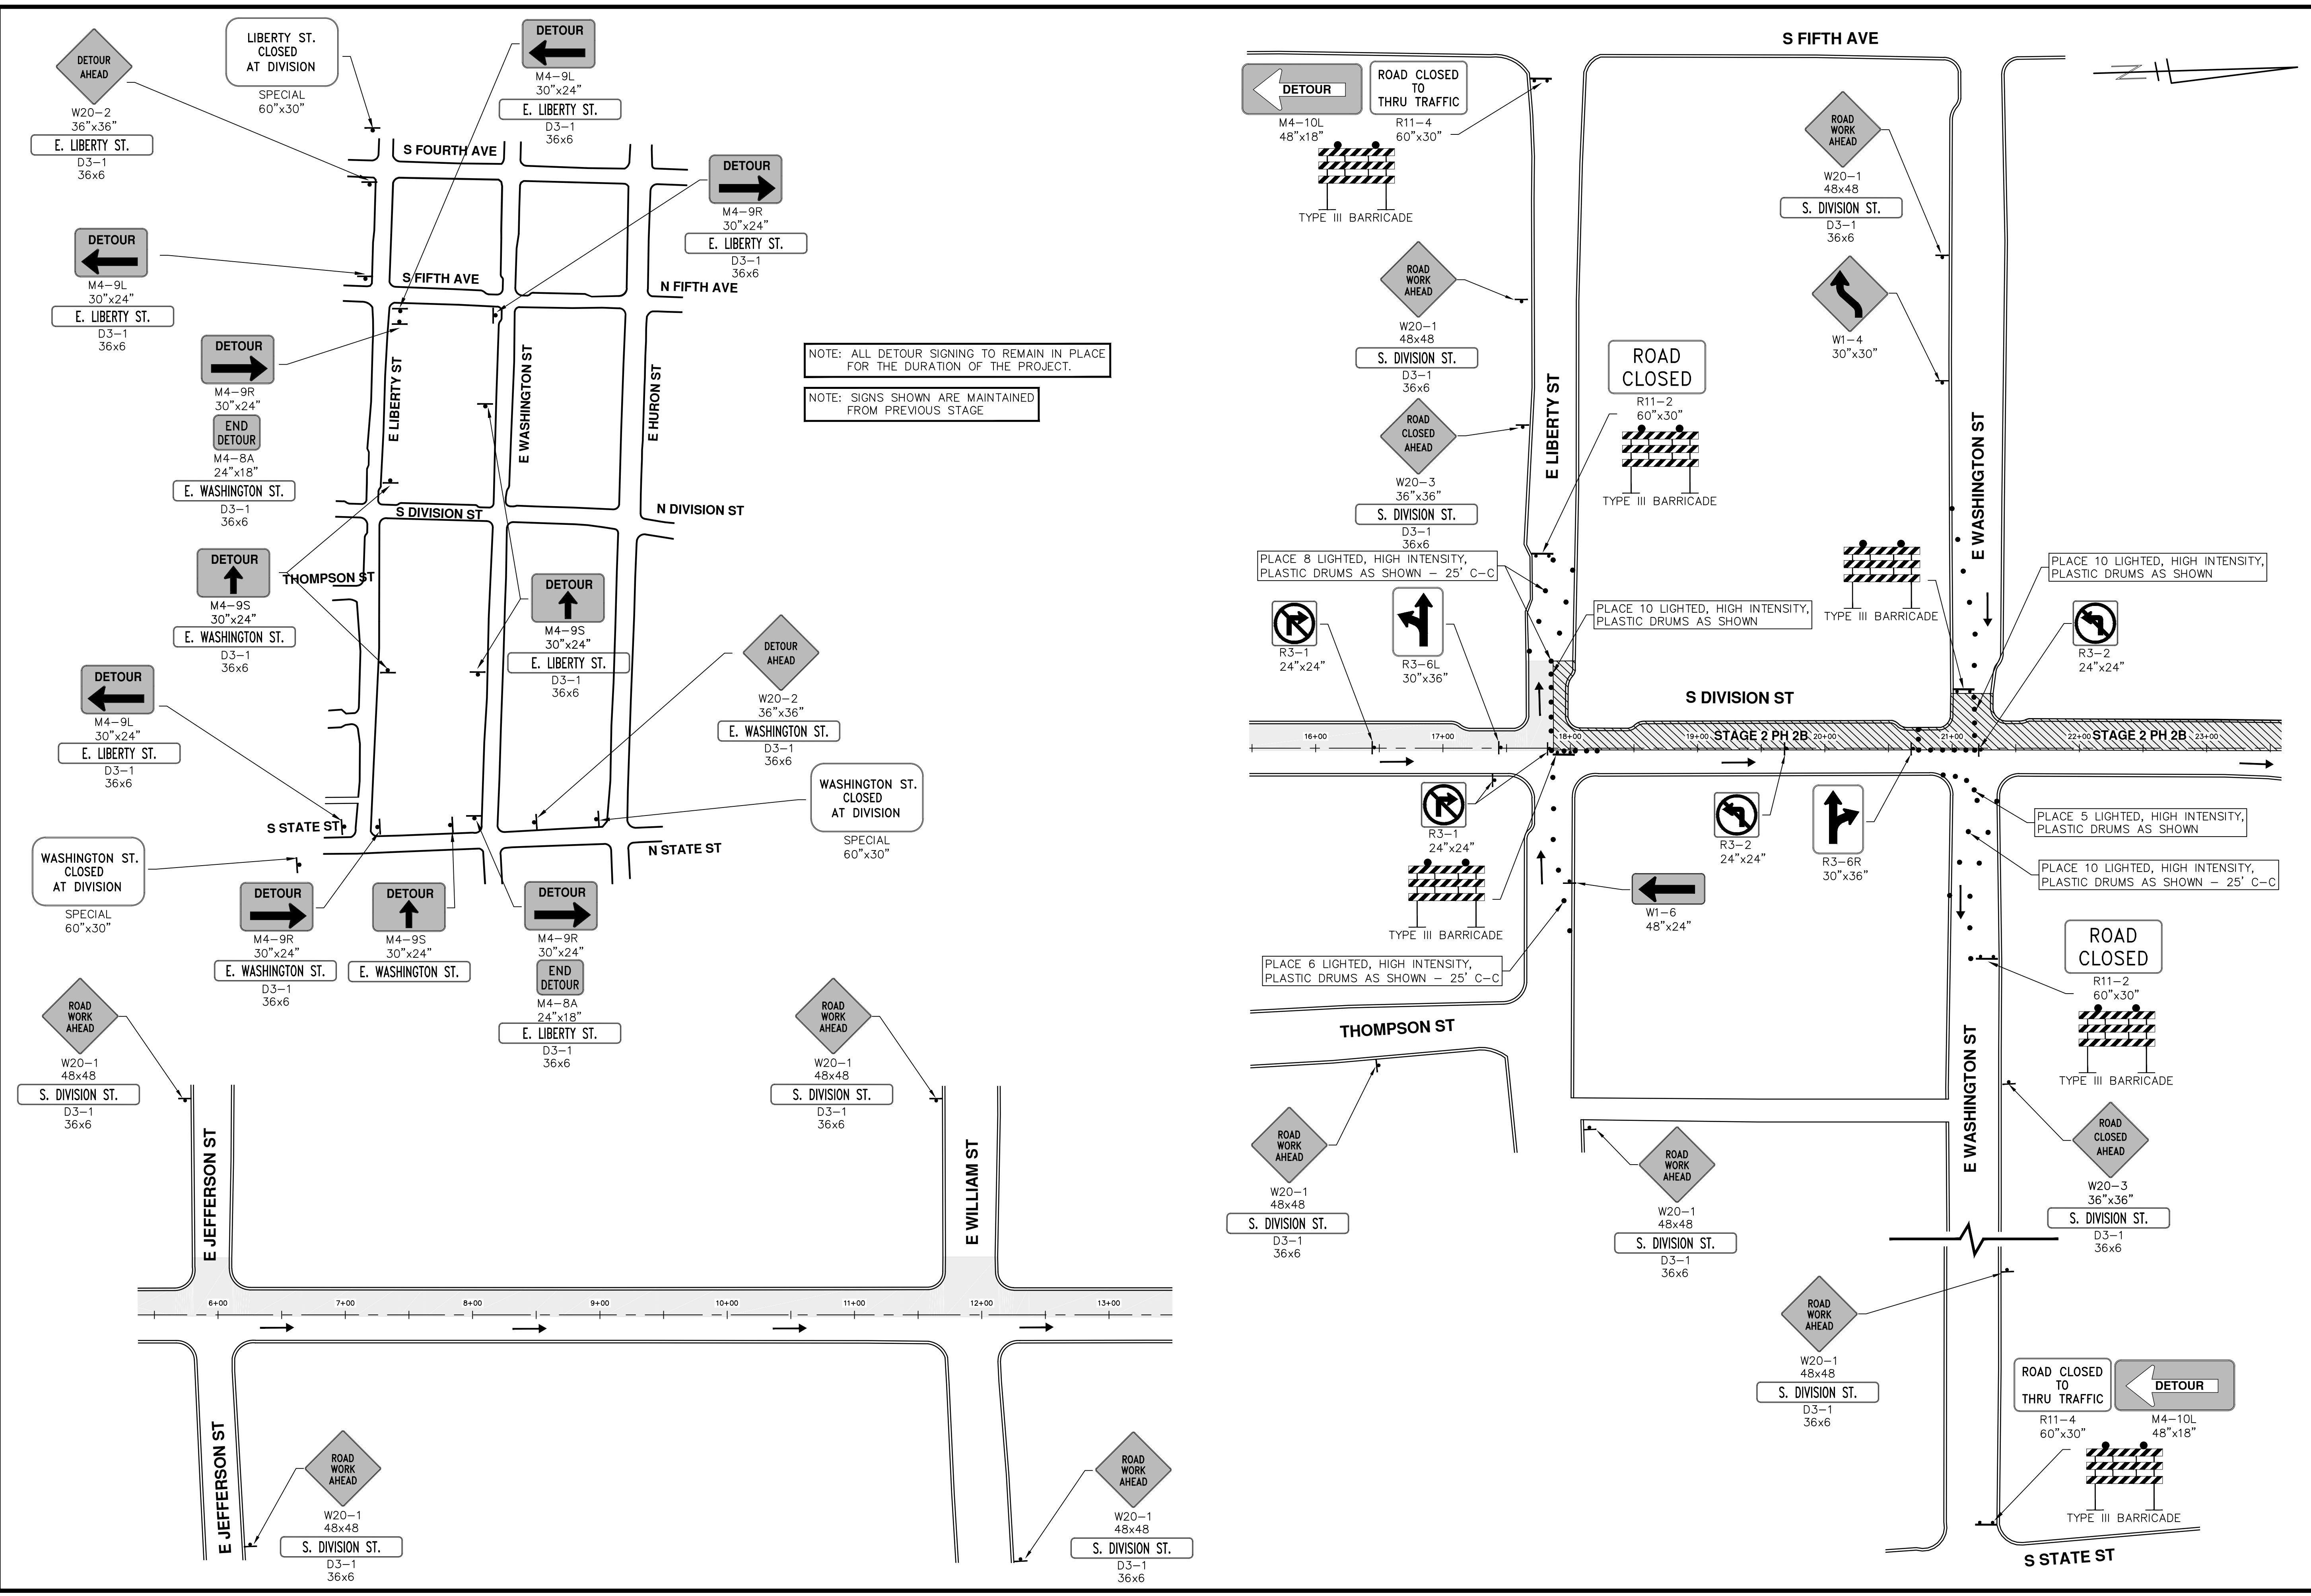 DETOUR
AHEAD
W20-2
36"x36"
E. LIBERTY ST.
D3-1
36x6
LIBERTY ST.
CLOSED
AT DIVISION
SPECIAL
60"x30"
DETOUR
M4-9L
30"x24"
E. LIBERTY ST.
D3-1
36x6
S FOURTH AVE
DETOUR
M4-9R
30"x24"
E. LIBERTY ST.
D3-1
36x6
DETOUR
M4-9L
30"x24"
E. LIBERTY ST.
D3-1
36x6
S FIFTH AVE
N FIFTH AVE
DETOUR
M4-9R
30"x24"
END
DETOUR
M4-8A
24"x18"
E. WASHINGTON ST.
D3-1
36x6
E LIBERTY ST
E WASHINGTON ST
E HURON ST
NOTE: ALL DETOUR SIGNING TO REMAIN IN PLACE
FOR THE DURATION OF THE PROJECT.
NOTE: SIGNS SHOWN ARE MAINTAINED
FROM PREVIOUS STAGE
S DIVISION ST
N DIVISION ST
DETOUR
M4-9S
30"x24"
E. WASHINGTON ST.
D3-1
36x6
THOMPSON ST
DETOUR
M4-9S
30"x24"
E. LIBERTY ST.
D3-1
36x6
DETOUR
AHEAD
W20-2
36"x36"
E. WASHINGTON ST.
D3-1
36x6
DETOUR
M4-9L
30"x24"
E. LIBERTY ST.
D3-1
36x6
WASHINGTON ST.
CLOSED
AT DIVISION
SPECIAL
60"x30"
S STATE ST
N STATE ST
WASHINGTON ST.
CLOSED
AT DIVISION
SPECIAL
60"x30"
DETOUR
M4-9R
30"x24"
E. WASHINGTON ST.
D3-1
36x6
DETOUR
M4-9S
30"x24"
E. WASHINGTON ST.
DETOUR
M4-9R
30"x24"
END
DETOUR
M4-8A
24"x18"
E. LIBERTY ST.
D3-1
36x6
ROAD
WORK
AHEAD
W20-1
48x48
S. DIVISION ST.
D3-1
36x6
ROAD
WORK
AHEAD
W20-1
48x48
S. DIVISION ST.
D3-1
36x6
E JEFFERSON ST
E WILLIAM ST
6+00
7+00
8+00
9+00
10+00
11+00
12+00
13+00
E JEFFERSON ST
ROAD
WORK
AHEAD
W20-1
48x48
S. DIVISION ST.
D3-1
36x6
ROAD
WORK
AHEAD
W20-1
48x48
S. DIVISION ST.
D3-1
36x6
S FIFTH AVE
DETOUR
M4-10L
48"x18"
ROAD CLOSED
TO
THRU TRAFFIC
R11-4
60"x30"
TYPE III BARRICADE
ROAD
WORK
AHEAD
W20-1
48x48
S. DIVISION ST.
D3-1
36x6
ROAD
WORK
AHEAD
W20-1
48x48
S. DIVISION ST.
D3-1
36x6
W1-4
30"x30"
ROAD
CLOSED
AHEAD
W20-3
36"x36"
S. DIVISION ST.
D3-1
36x6
ROAD
CLOSED
R11-2
60"x30"
TYPE III BARRICADE
E LIBERTY ST
E WASHINGTON ST
PLACE 8 LIGHTED, HIGH INTENSITY,
PLASTIC DRUMS AS SHOWN - 25' C-C
PLACE 10 LIGHTED, HIGH INTENSITY,
PLASTIC DRUMS AS SHOWN
TYPE III BARRICADE
PLACE 10 LIGHTED, HIGH INTENSITY,
PLASTIC DRUMS AS SHOWN
R3-1
24"x24"
R3-6L
30"x36"
R3-2
24"x24"
S DIVISION ST
16+00
17+00
18+00
19+00
STAGE 2 PH 2B
20+00
21+00
22+00
STAGE 2 PH 2B
23+00
R3-1
24"x24"
TYPE III BARRICADE
R3-2
24"x24"
R3-6R
30"x36"
PLACE 5 LIGHTED, HIGH INTENSITY,
PLASTIC DRUMS AS SHOWN
PLACE 10 LIGHTED, HIGH INTENSITY,
PLASTIC DRUMS AS SHOWN - 25' C-C
W1-6
48"x24"
PLACE 6 LIGHTED, HIGH INTENSITY,
PLASTIC DRUMS AS SHOWN - 25' C-C
ROAD
CLOSED
R11-2
60"x30"
TYPE III BARRICADE
THOMPSON ST
E WASHINGTON ST
ROAD
WORK
AHEAD
W20-1
48x48
S. DIVISION ST.
D3-1
36x6
ROAD
WORK
AHEAD
W20-1
48x48
S. DIVISION ST.
D3-1
36x6
ROAD
CLOSED
AHEAD
W20-3
36"x36"
S. DIVISION ST.
D3-1
36x6
ROAD
WORK
AHEAD
W20-1
48x48
S. DIVISION ST.
D3-1
36x6
ROAD CLOSED
TO
THRU TRAFFIC
R11-4
60"x30"
DETOUR
M4-10L
48"x18"
TYPE III BARRICADE
S STATE ST